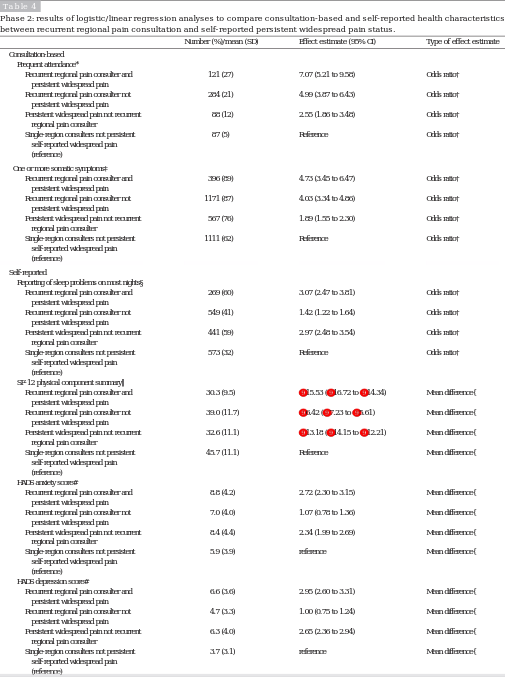 Table 4
Phase 2: results of logistic/linear regression analyses to compare consultation-based and self-reported health characteristics
between recurrent regional pain consultation and self-reported persistent widespread pain status.
Number (%)/mean (SD) Effect estimate (95% CI) Type of effect estimate
Consultation-based
Frequent attendance*
Recurrent regional pain consulter and 121 (27) 7.07 (5.21 to 9.58) Odds ratio†
persistent widespread pain
Recurrent regional pain consulter not 284 (21) 4.99 (3.87 to 6.43) Odds ratio†
persistent widespread pain
Persistent widespread pain not recurrent 88 (12) 2.55 (1.86 to 3.48) Odds ratio†
regional pain consulter
Single-region consulters not persistent 87 (5) Reference Odds ratio†
self-reported widespread pain
(reference)
One or more somatic symptoms‡
Recurrent regional pain consulter and 396 (89) 4.73 (3.45 to 6.47) Odds ratio†
persistent widespread pain
Recurrent regional pain consulter not 1171 (87) 4.03 (3.34 to 4.86) Odds ratio†
persistent widespread pain
Persistent widespread pain not recurrent 567 (76) 1.89 (1.55 to 2.30) Odds ratio†
regional pain consulter
Single-region consulters not persistent 1111 (62) Reference Odds ratio†
self-reported widespread pain
(reference)
Self-reported
Reporting of sleep problems on most nights§
Recurrent regional pain consulter and 269 (60) 3.07 (2.47 to 3.81) Odds ratio†
persistent widespread pain
Recurrent regional pain consulter not 549 (41) 1.42 (1.22 to 1.64) Odds ratio†
persistent widespread pain
Persistent widespread pain not recurrent 441 (59) 2.97 (2.48 to 3.54) Odds ratio†
regional pain consulter
Single-region consulters not persistent 573 (32) Reference Odds ratio†
self-reported widespread pain
(reference)
SF-12 physical component summary||
Recurrent regional pain consulter and 30.3 (9.5) 15.53 (16.72 to 14.34) Mean difference{
persistent widespread pain
Recurrent regional pain consulter not 39.0 (11.7) 6.42 (7.23 to 5.61) Mean difference{
persistent widespread pain
Persistent widespread pain not recurrent 32.6 (11.1) 13.18 (14.15 to 12.21) Mean difference{
regional pain consulter
Single-region consulters not persistent 45.7 (11.1) Reference Mean difference{
self-reported widespread pain
(reference)
HADS anxiety score#
Recurrent regional pain consulter and 8.8 (4.2) 2.72 (2.30 to 3.15) Mean difference{
persistent widespread pain
Recurrent regional pain consulter not 7.0 (4.0) 1.07 (0.78 to 1.36) Mean difference{
persistent widespread pain
Persistent widespread pain not recurrent 8.4 (4.4) 2.34 (1.99 to 2.69) Mean difference{
regional pain consulter
Single-region consulters not persistent 5.9 (3.9) reference Mean difference{
self-reported widespread pain
(reference)
HADS depression score#
Recurrent regional pain consulter and 6.6 (3.6) 2.95 (2.60 to 3.31) Mean difference{
persistent widespread pain
Recurrent regional pain consulter not 4.7 (3.3) 1.00 (0.75 to 1.24) Mean difference{
persistent widespread pain
Persistent widespread pain not recurrent 6.3 (4.0) 2.65 (2.36 to 2.94) Mean difference{
regional pain consulter
Single-region consulters not persistent 3.7 (3.1) reference Mean difference{
self-reported widespread pain
(reference)